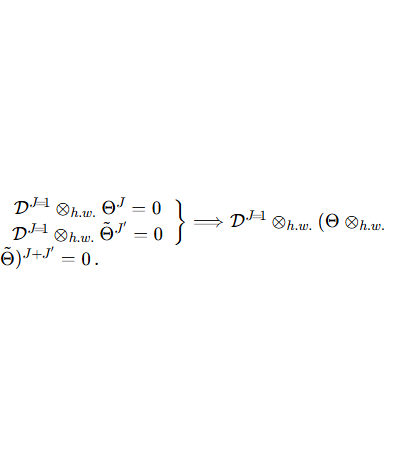 𝒟^{J=1} ⊗_{h.w.} Θ^J = 0
𝒟^{J=1} ⊗_{h.w.} Θ̃^{J′} = 0 } ⟹ 𝒟^{J=1} ⊗_{h.w.} (Θ ⊗_{h.w.}
Θ̃)^{J+J′} = 0 .